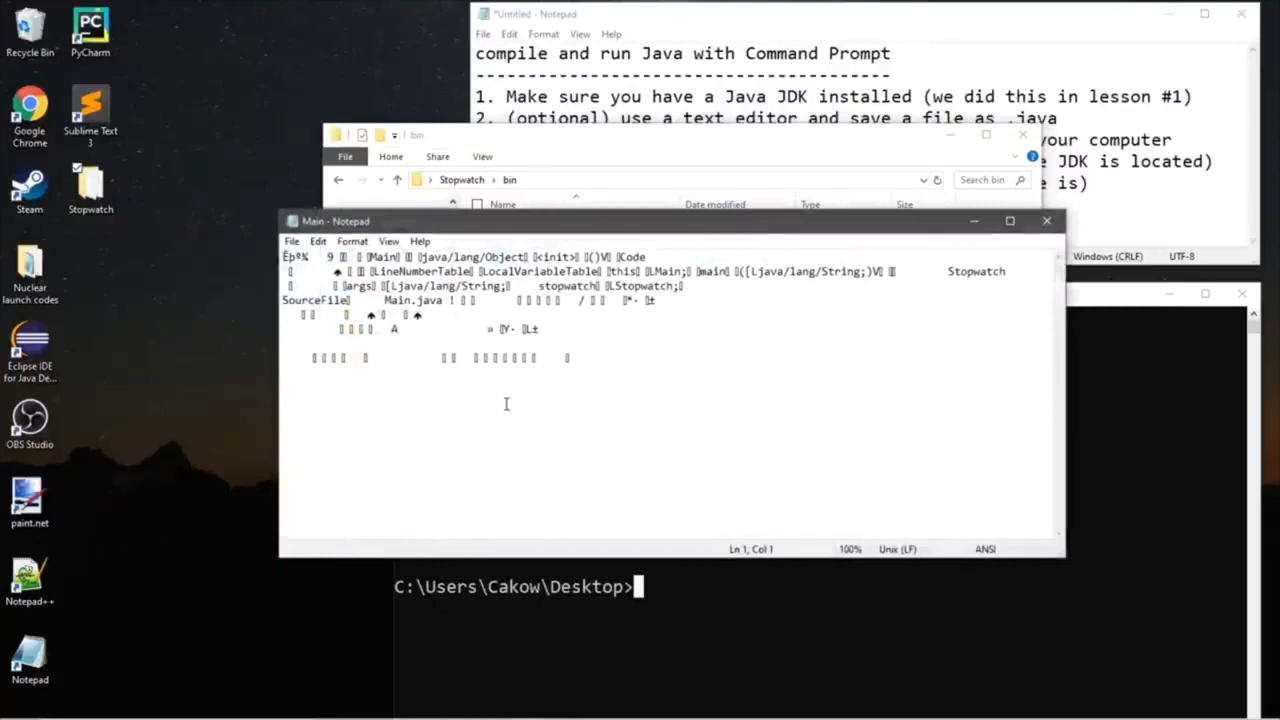 Recycle Bin
PyCharm
Google Chrome
Sublime Text 3
Steam
Stopwatch
Nuclear launch codes
Eclipse IDE for Java De...
OBS Studio
paint.net
Notepad++
Notepad
*Untitled - Notepad
File Edit Format View Help
compile and run Java with Command Prompt
----------------------------------------
1. Make sure you have a Java JDK installed (we did this in lesson #1)
2. (optional) use a text editor and save a file as .java
your computer
JDK is located)
is)
Windows (CRLF) UTF-8
bin
File Home Share View
Stopwatch › bin
Search bin
Name Date modified Type Size
Main - Notepad
File Edit Format View Help
Êþº¾ 9 Main java/lang/Object <init> ()V Code
LineNumberTable LocalVariableTable this LMain; main ([Ljava/lang/String;)V Stopwatch
args [Ljava/lang/String; stopwatch LStopwatch;
SourceFile Main.java ! / *· ±
A » Y· L±
Ln 1, Col 1 100% Unix (LF) ANSI
C:\Users\Cakow\Desktop>